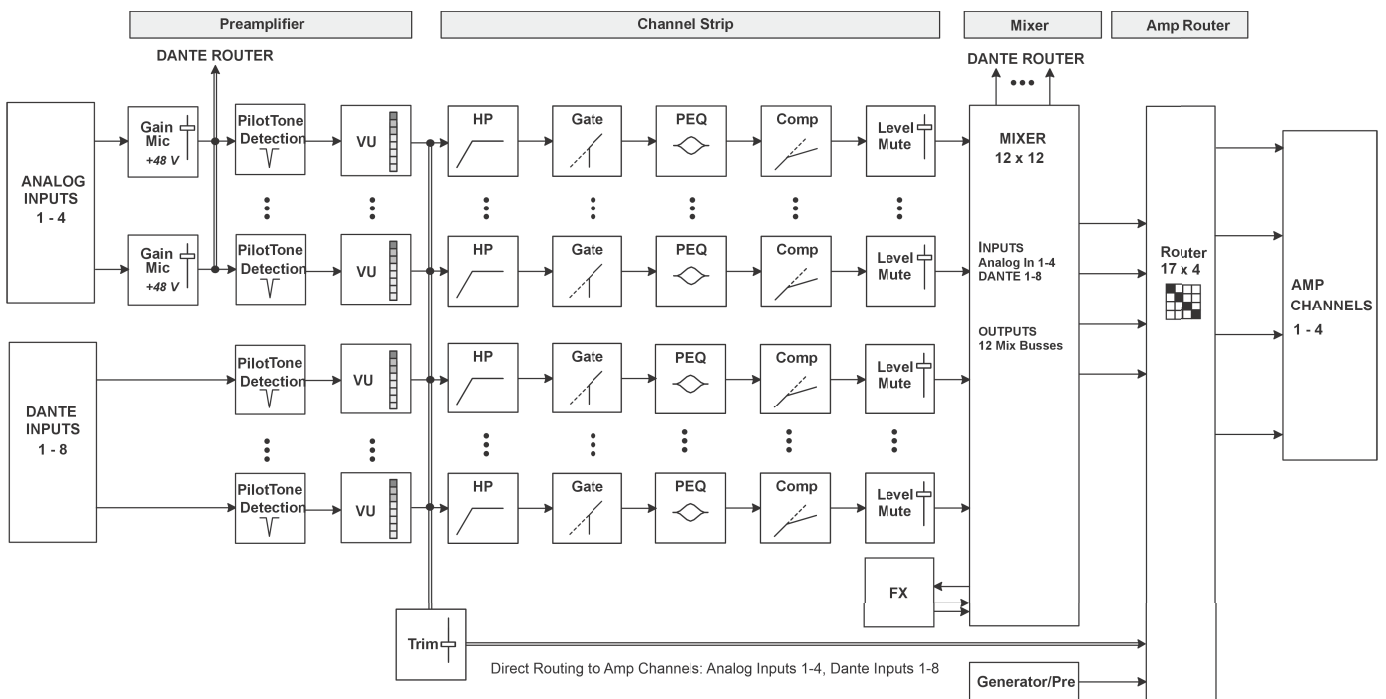 Preamplifier
Channel Strip
Mixer
Amp Router
DANTE ROUTER
DANTE ROUTER
ANALOG
INPUTS
1 - 4
Gain
Mic
+48 V
PilotTone
Detection
VU
HP
Gate
PEQ
Comp
Level
Mute
Gain
Mic
+48 V
PilotTone
Detection
VU
HP
Gate
PEQ
Comp
Level
Mute
DANTE
INPUTS
1 - 8
PilotTone
Detection
VU
HP
Gate
PEQ
Comp
Level
Mute
PilotTone
Detection
VU
HP
Gate
PEQ
Comp
Level
Mute
MIXER
12 x 12
INPUTS
Analog In 1-4
DANTE 1-8
OUTPUTS
12 Mix Busses
Router
17 x 4
AMP
CHANNELS
1 - 4
FX
Trim
Direct Routing to Amp Channels: Analog Inputs 1-4, Dante Inputs 1-8
Generator/Pre